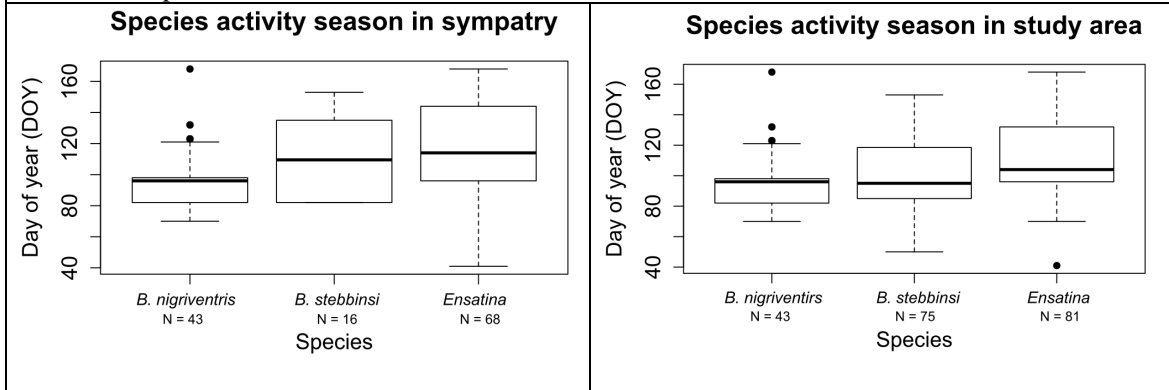 Species activity season in sympatry
Day of year (DOY)
160
120
80
40
B. nigriventris B. stebbinsi Ensatina
N = 43 N = 16 N = 68
Species
Species activity season in study area
Day of year (DOY)
160
120
80
40
B. nigriventirs B. stebbinsi Ensatina
N = 43 N = 75 N = 81
Species